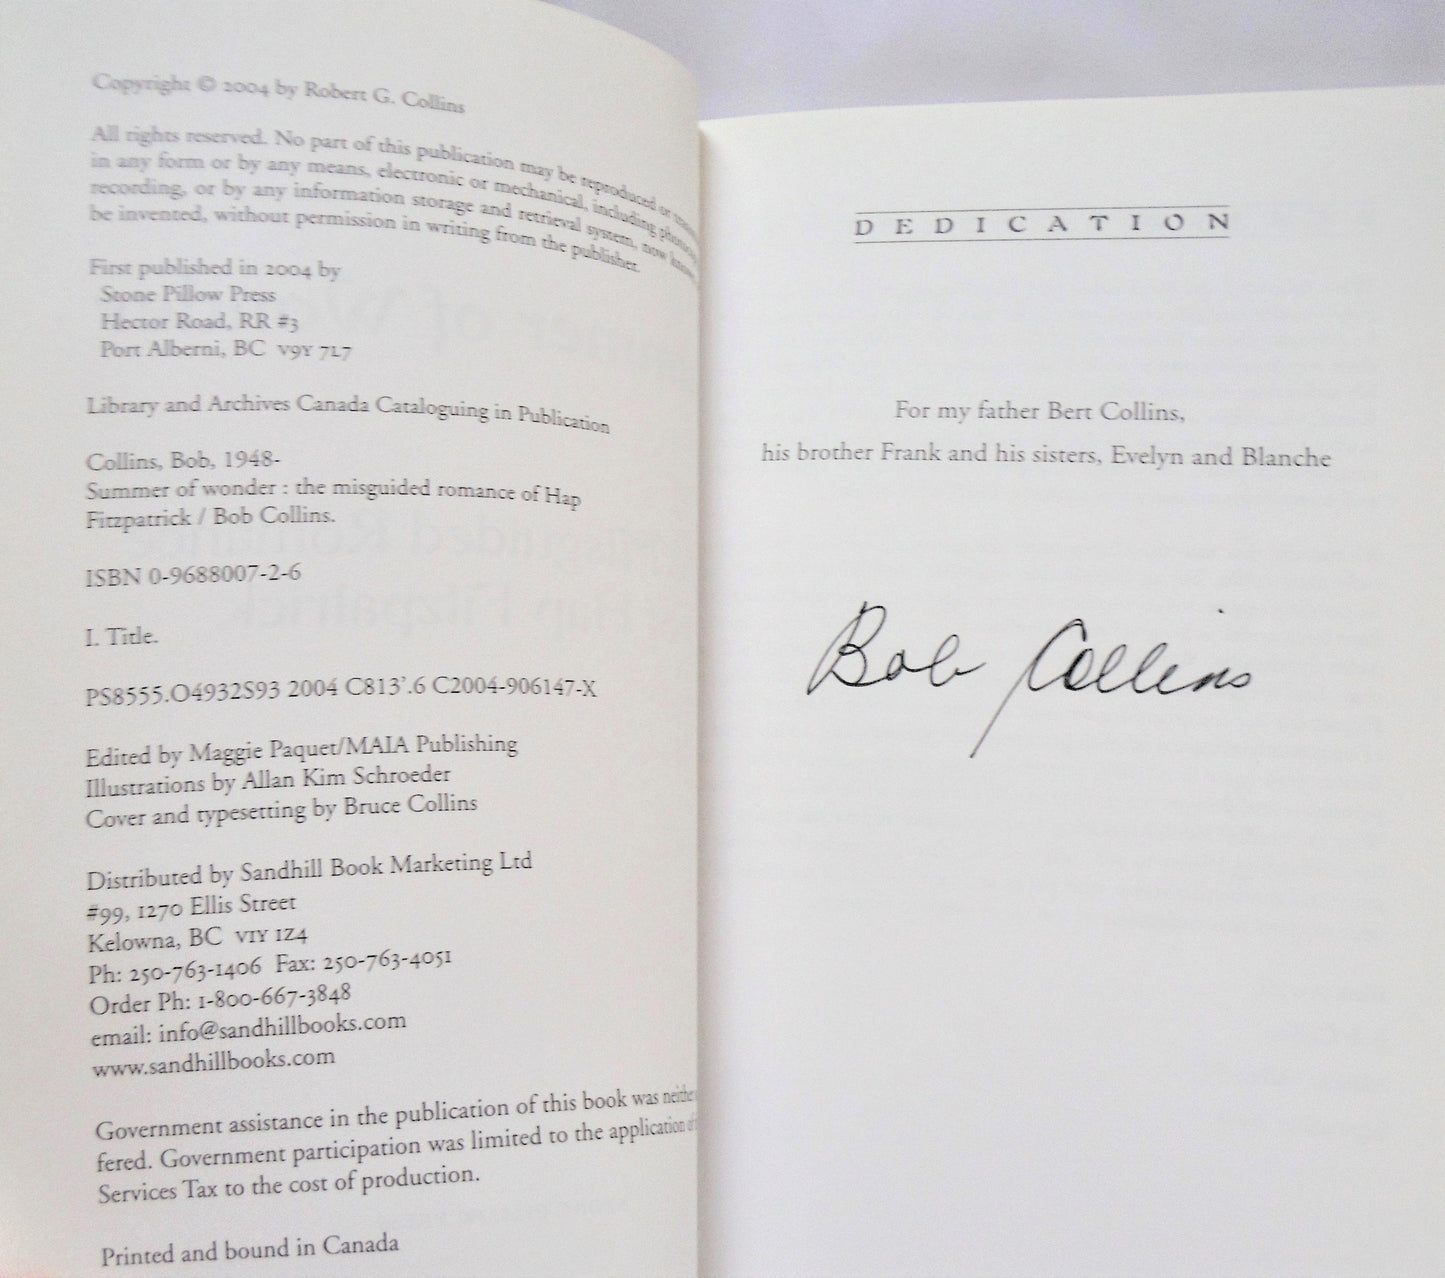 Copyright © 2004 by Robert G. Collins
All rights reserved. No part of this publication may be reproduced or
in any form or by any means, electronic or mechanical, including
recording, or by any information storage and retrieval system, now
be invented, without permission in writing from the publisher.
First published in 2004 by
Stone Pillow Press
Hector Road, RR #3
Port Alberni, BC V9Y 7L7
Library and Archives Canada Cataloguing in Publication
Collins, Bob, 1948-
Summer of wonder : the misguided romance of Hap
Fitzpatrick / Bob Collins.
ISBN 0-9688007-2-6
I. Title.
PS8555.O4932S93 2004 C813'.6 C2004-906147-X
Edited by Maggie Paquet/MAIA Publishing
Illustrations by Allan Kim Schroeder
Cover and typesetting by Bruce Collins
Distributed by Sandhill Book Marketing Ltd
#99, 1270 Ellis Street
Kelowna, BC V1Y 1Z4
Ph: 250-763-1406 Fax: 250-763-4051
Order Ph: 1-800-667-3848
email: info@sandhillbooks.com
www.sandhillbooks.com
Government assistance in the publication of this book was neither
fered. Government participation was limited to the application of
Services Tax to the cost of production.
Printed and bound in Canada
DEDICATION
For my father Bert Collins,
his brother Frank and his sisters, Evelyn and Blanche
Bob Collins